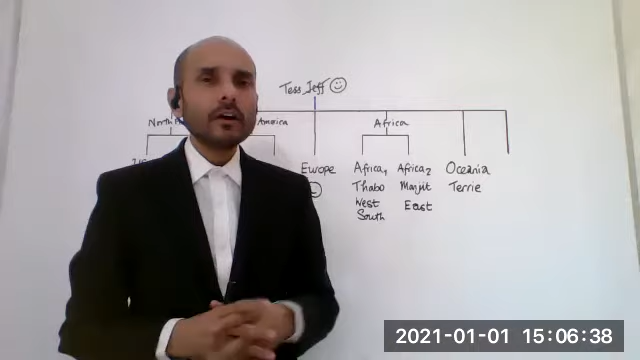 Tess Jeff
North
America
Africa
Europe
Africa1
Africa2
Oceania
Thabo
Manjit
Terrie
West
East
South
2021-01-01 15:06:38